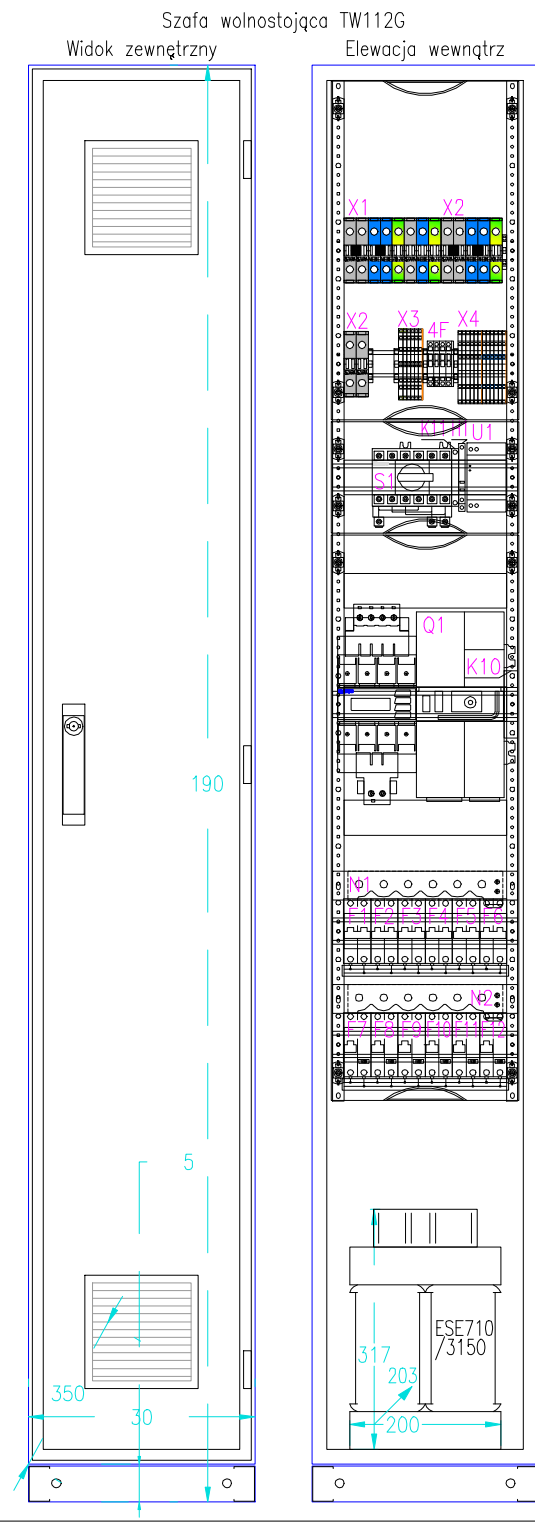 Szafa wolnostojąca TW112G
Widok zewnętrzny
Elewacja wewnątrz
X1
X2
X2
X3
4F
X4
U1
S1
Q1
K10
190
N1
F1 F2 F3 F4 F5 F6
N2
F7 F8 F9 F10 F11 F12
5
ESE710
/3150
317
203
200
350
30